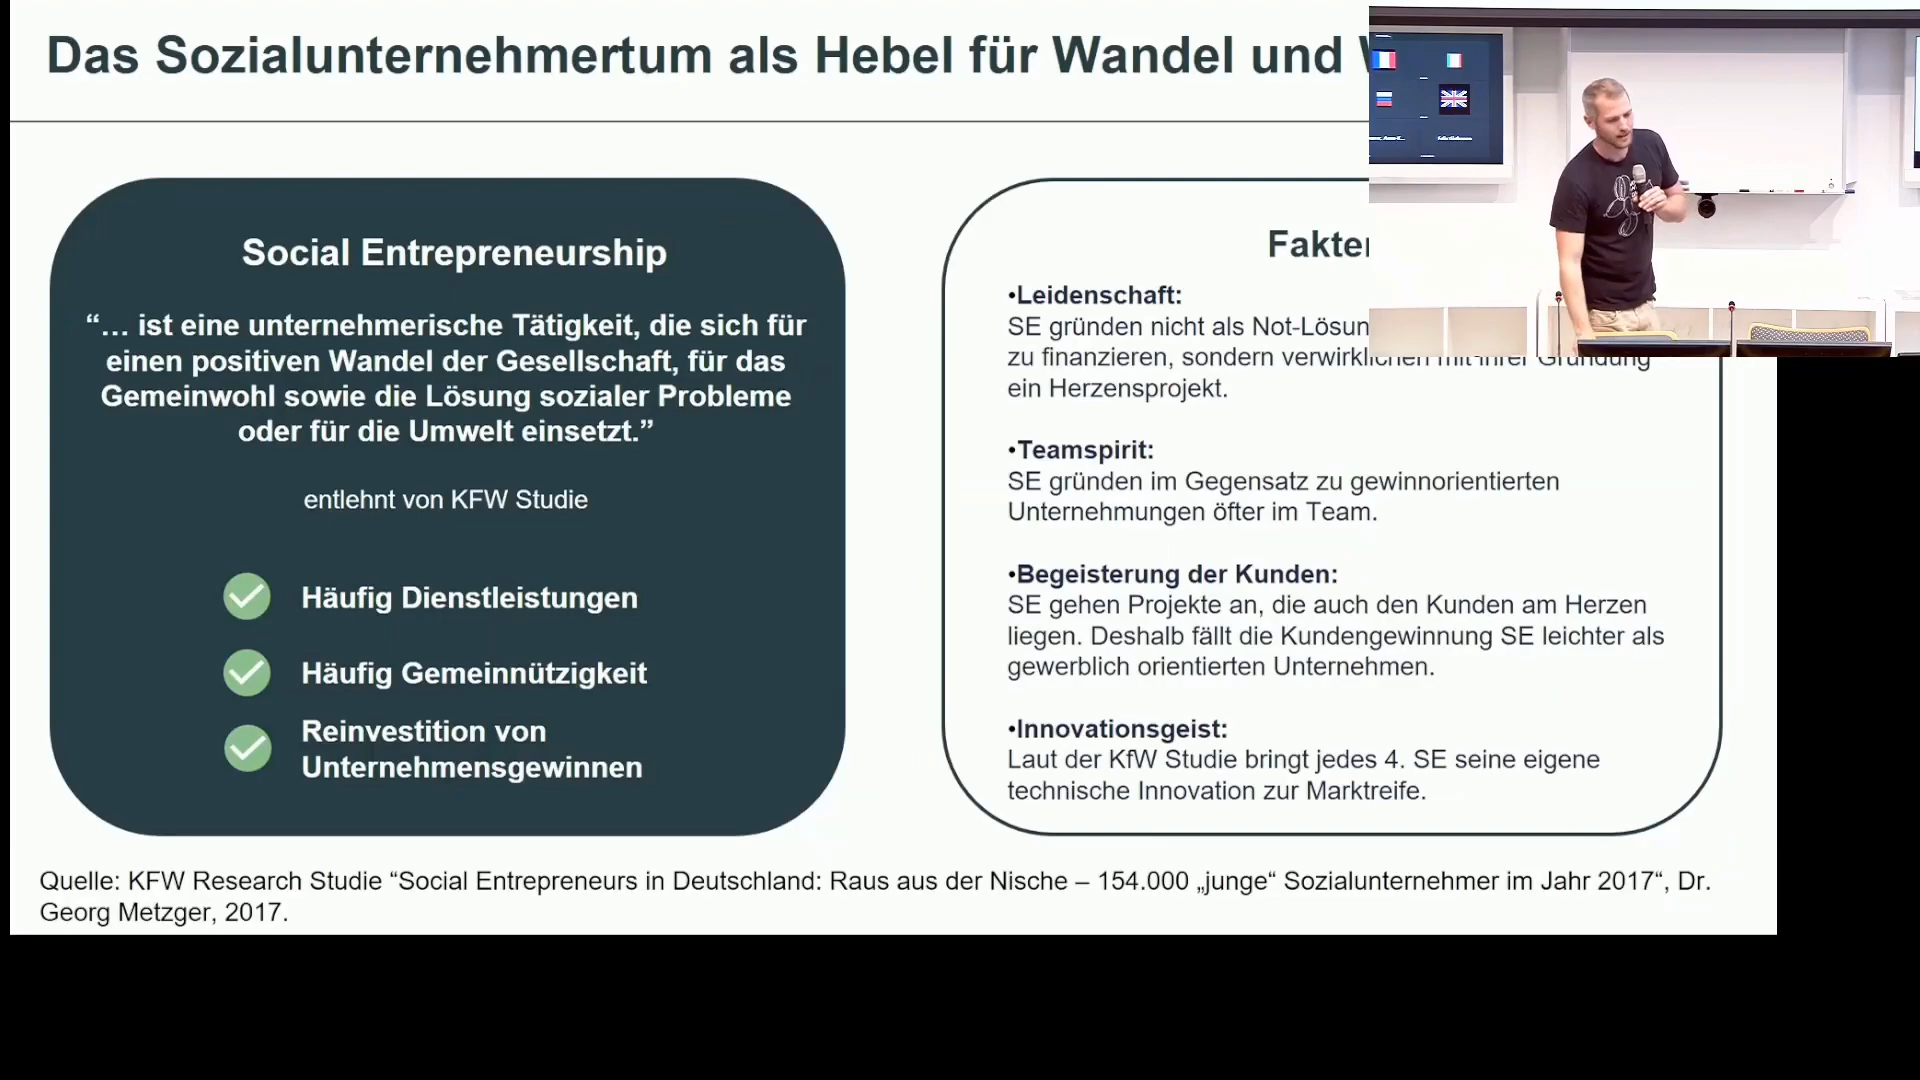 Das Sozialunternehmertum als Hebel für Wandel und
Social Entrepreneurship
“… ist eine unternehmerische Tätigkeit, die sich für
einen positiven Wandel der Gesellschaft, für das
Gemeinwohl sowie die Lösung sozialer Probleme
oder für die Umwelt einsetzt.”
entlehnt von KFW Studie
Häufig Dienstleistungen
Häufig Gemeinnützigkeit
Reinvestition von
Unternehmensgewinnen
Fakte
•Leidenschaft:
SE gründen nicht als Not-Lösun
zu finanzieren, sondern verwirklichen mit ihrer Gründung
ein Herzensprojekt.
•Teamspirit:
SE gründen im Gegensatz zu gewinnorientierten
Unternehmungen öfter im Team.
•Begeisterung der Kunden:
SE gehen Projekte an, die auch den Kunden am Herzen
liegen. Deshalb fällt die Kundengewinnung SE leichter als
gewerblich orientierten Unternehmen.
•Innovationsgeist:
Laut der KfW Studie bringt jedes 4. SE seine eigene
technische Innovation zur Marktreife.
Quelle: KFW Research Studie “Social Entrepreneurs in Deutschland: Raus aus der Nische – 154.000 „junge“ Sozialunternehmer im Jahr 2017“, Dr.
Georg Metzger, 2017.